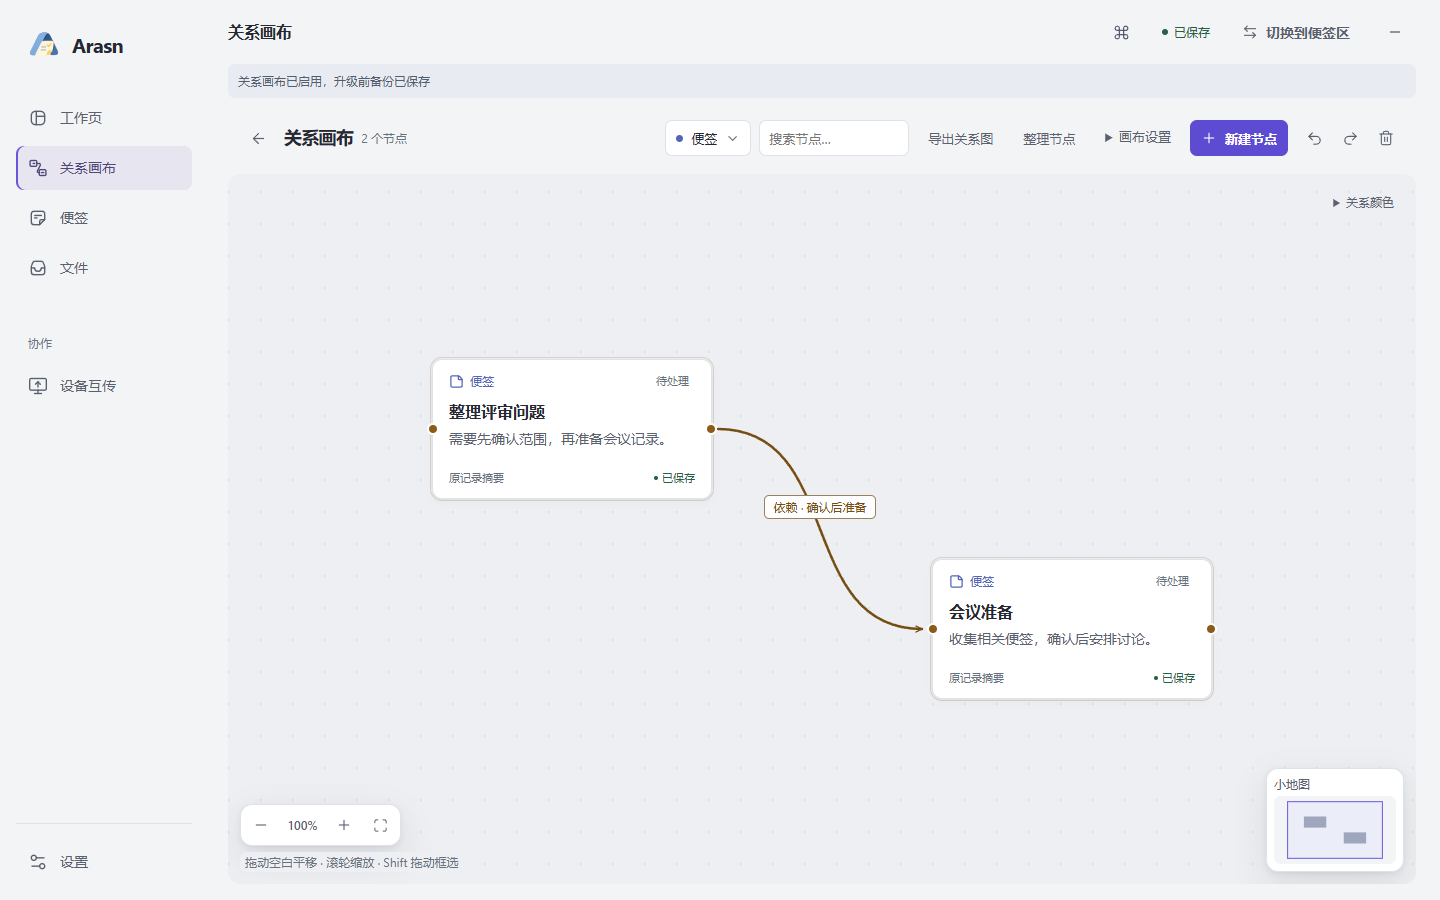 Arasn
工作页
关系画布
便签
文件
协作
设备互传
设置
关系画布
已保存
切换到便签区
关系画布已启用，升级前备份已保存
关系画布 2 个节点
便签
搜索节点...
导出关系图
整理节点
画布设置
新建节点
关系颜色
便签 待处理
整理评审问题
需要先确认范围，再准备会议记录。
原记录摘要 已保存
依赖 · 确认后准备
便签 待处理
会议准备
收集相关便签，确认后安排讨论。
原记录摘要 已保存
小地图
100%
拖动空白平移 · 滚轮缩放 · Shift 拖动框选